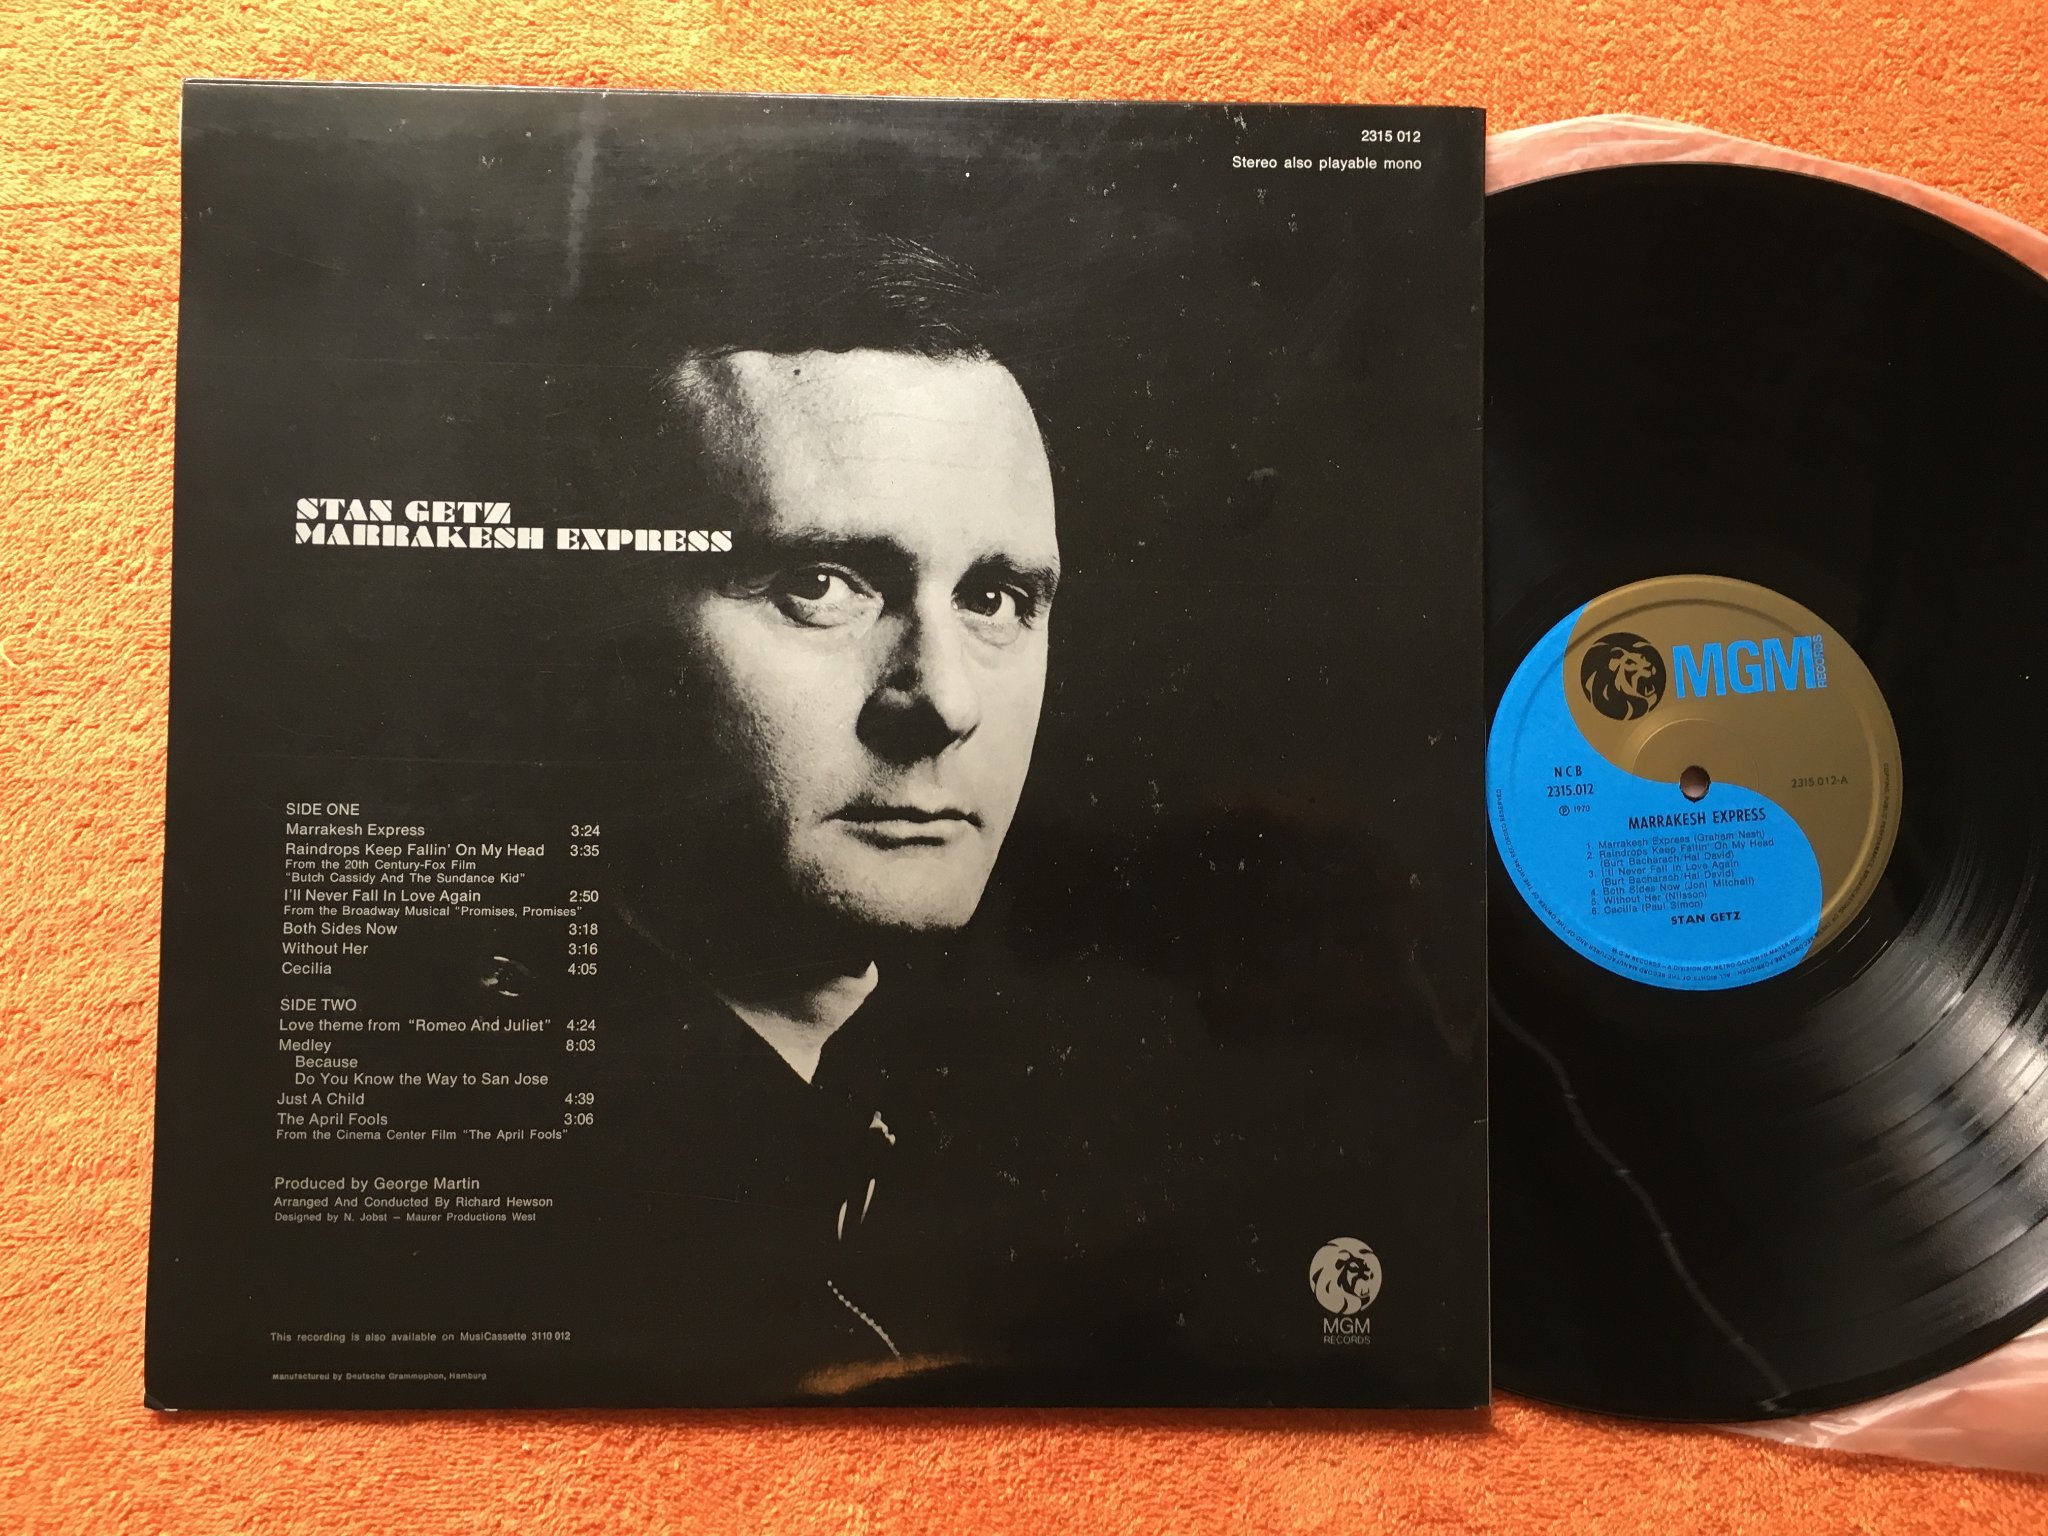 2315 012
Stereo also playable mono
STAN GETZ
MARRAKESH EXPRESS
SIDE ONE
Marrakesh Express 3:24
Raindrops Keep Fallin' On My Head 3:35
From the 20th Century-Fox Film
"Butch Cassidy And The Sundance Kid"
I'll Never Fall In Love Again 2:50
From the Broadway Musical "Promises, Promises"
Both Sides Now 3:18
Without Her 3:16
Cecilia 4:05
SIDE TWO
Love theme from "Romeo And Juliet" 4:24
Medley 8:03
Because
Do You Know the Way to San Jose
Just A Child 4:39
The April Fools 3:06
From the Cinema Center Film "The April Fools"
Produced by George Martin
Arranged And Conducted By Richard Hewson
Designed by N. Jobst – Maurer Productions West
This recording is also available on MusiCassette 3110 012
Manufactured by Deutsche Grammophon, Hamburg
MGM
RECORDS
MGM RECORDS
NCB
2315.012
℗ 1970
2315 012-A
MARRAKESH EXPRESS
1. Marrakesh Express (Graham Nash)
2. Raindrops Keep Fallin' On My Head
(Burt Bacharach/Hal David)
3. I'll Never Fall In Love Again
(Burt Bacharach/Hal David)
4. Both Sides Now (Joni Mitchell)
5. Without Her (Nilsson)
6. Cecilia (Paul Simon)
STAN GETZ